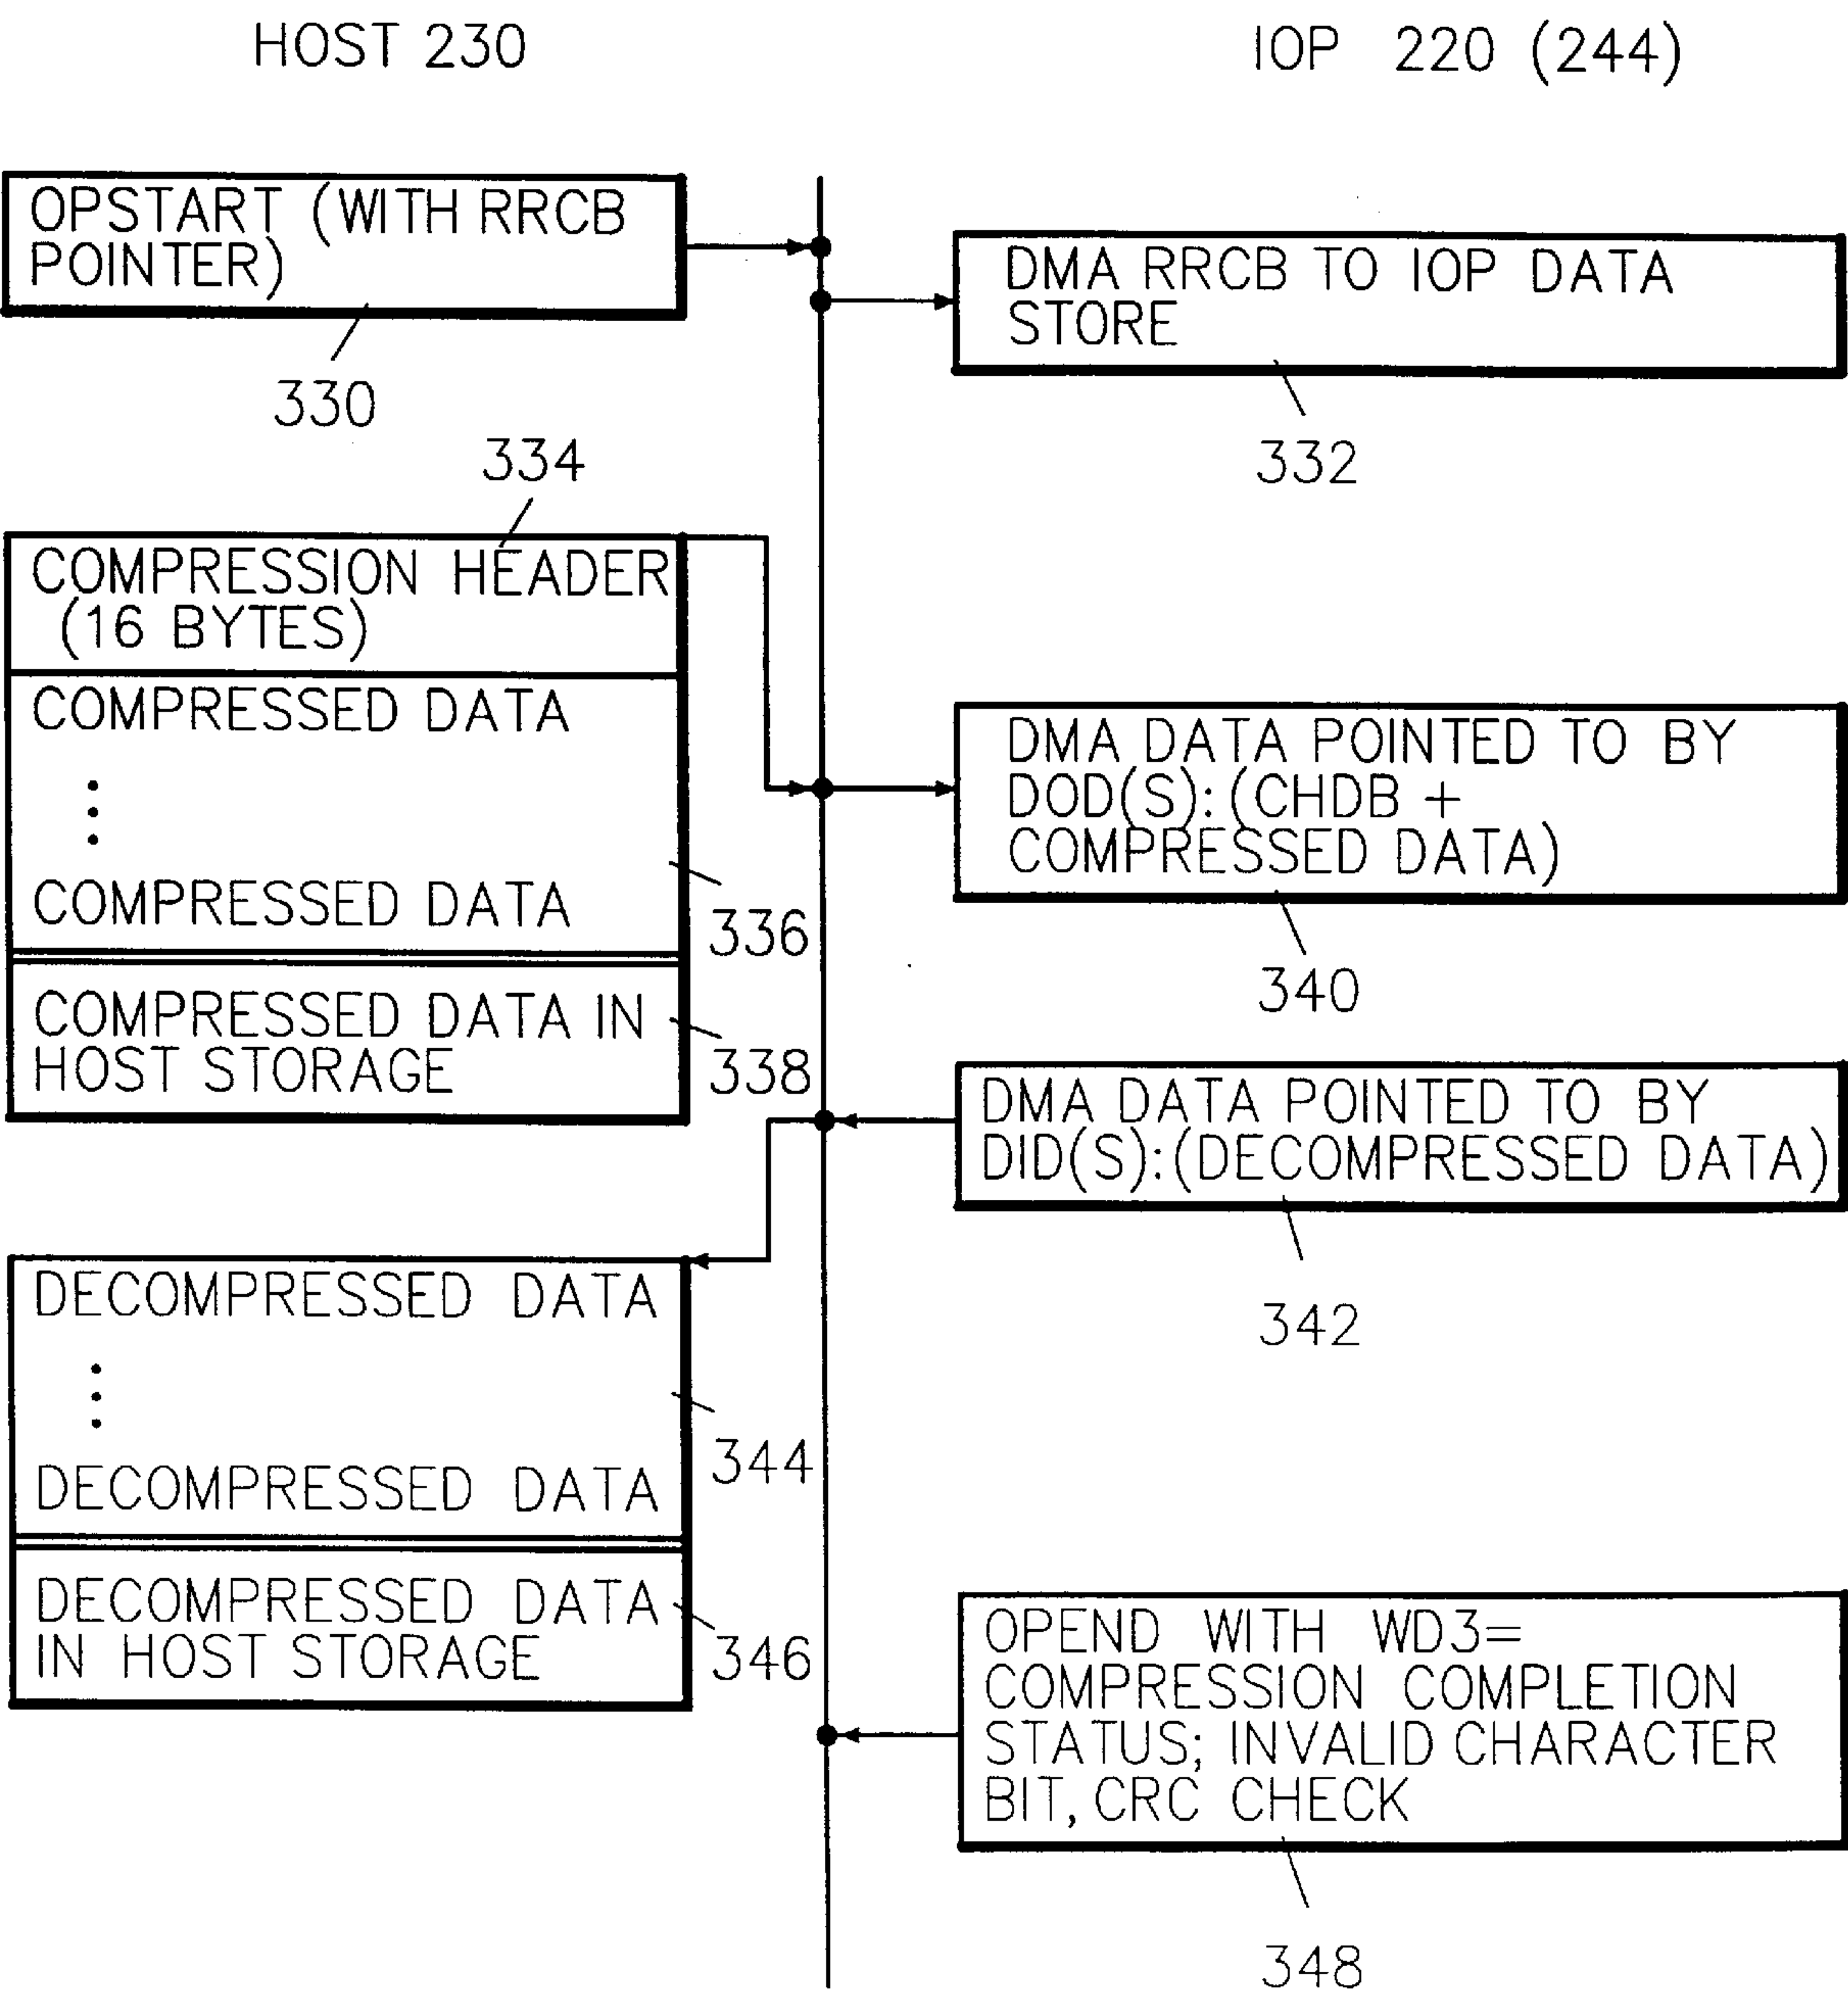 HOST 230
IOP 220 (244)
OPSTART (WITH RRCB
POINTER)
330
DMA RRCB TO IOP DATA
STORE
332
334
COMPRESSION HEADER
(16 BYTES)
COMPRESSED DATA
COMPRESSED DATA
336
COMPRESSED DATA IN
HOST STORAGE
338
DMA DATA POINTED TO BY
DOD(S):(CHDB +
COMPRESSED DATA)
340
DMA DATA POINTED TO BY
DID(S):(DECOMPRESSED DATA)
342
DECOMPRESSED DATA
DECOMPRESSED DATA
344
DECOMPRESSED DATA
IN HOST STORAGE
346
OPEND WITH WD3=
COMPRESSION COMPLETION
STATUS; INVALID CHARACTER
BIT, CRC CHECK
348